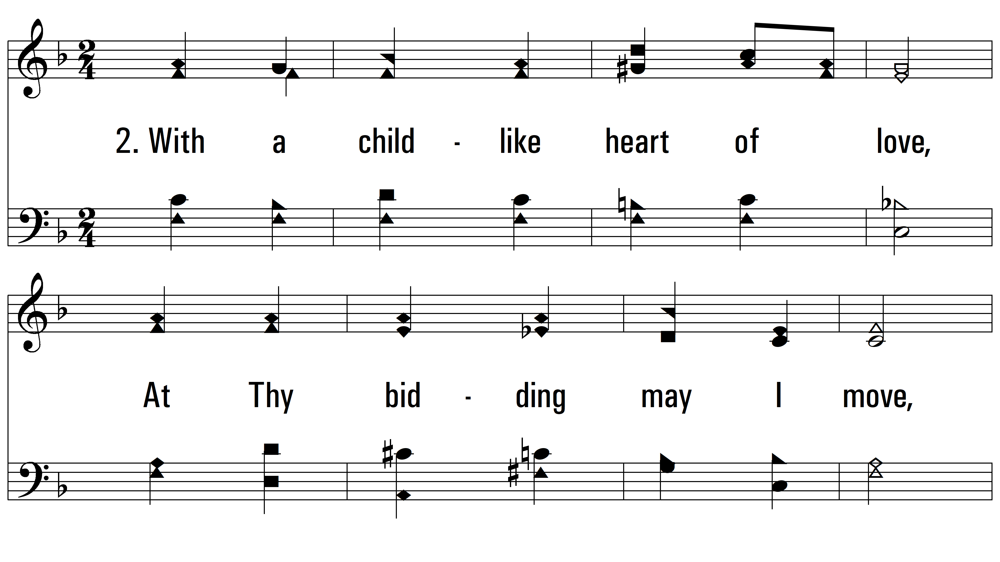 2. With a child - like heart of love,
At Thy bid - ding may I move,